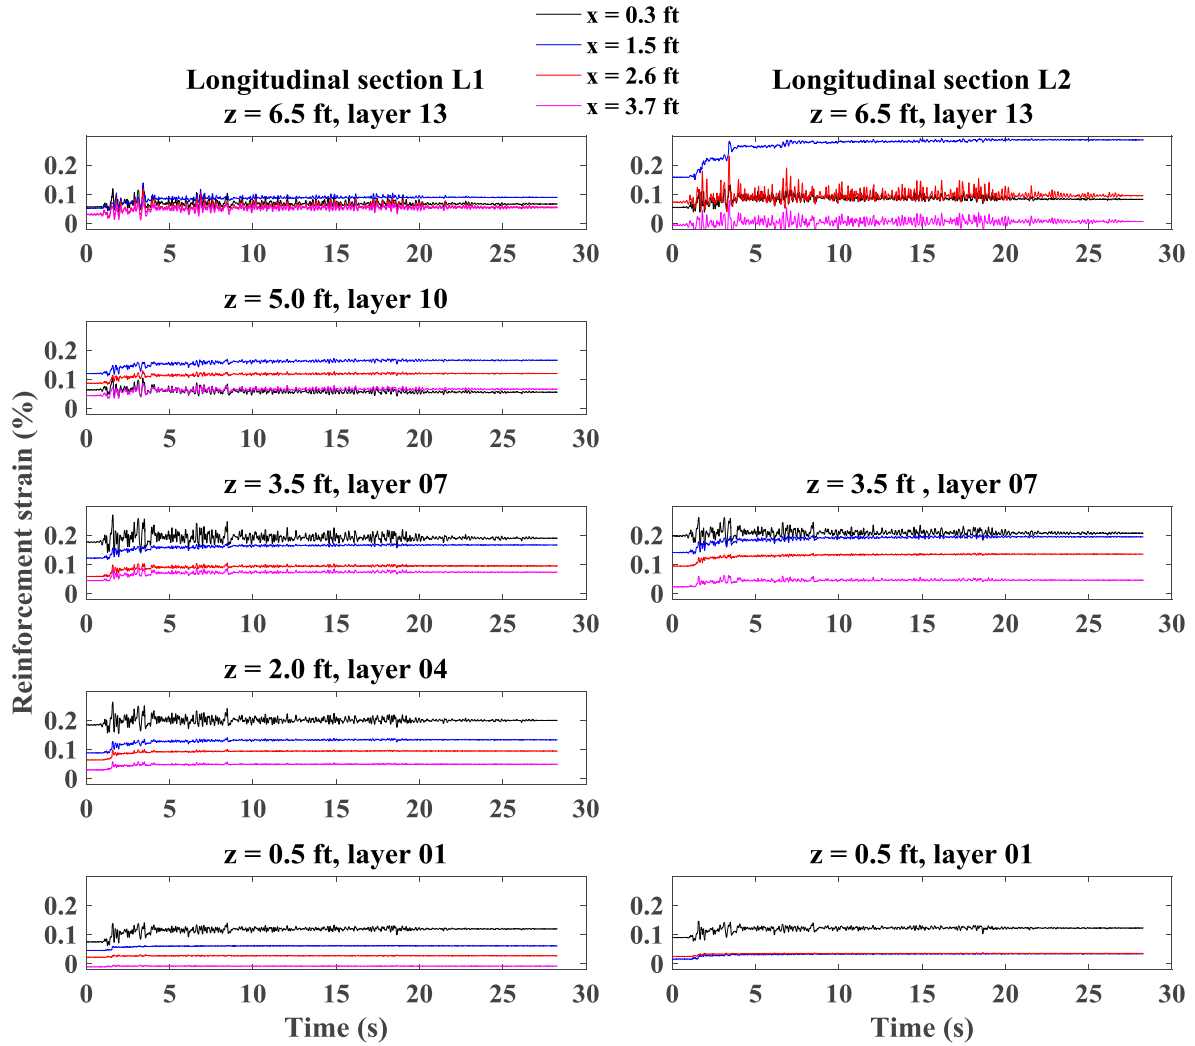 x = 0.3 ft
x = 1.5 ft
x = 2.6 ft
x = 3.7 ft
Longitudinal section L1
z = 6.5 ft, layer 13
0.2
0.1
0
0 5 10 15 20 25 30
Longitudinal section L2
z = 6.5 ft, layer 13
0.2
0.1
0
0 5 10 15 20 25 30
z = 5.0 ft, layer 10
0.2
0.1
0
0 5 10 15 20 25 30
z = 3.5 ft, layer 07
0.2
0.1
0
0 5 10 15 20 25 30
z = 3.5 ft , layer 07
0.2
0.1
0
0 5 10 15 20 25 30
z = 2.0 ft, layer 04
0.2
0.1
0
0 5 10 15 20 25 30
z = 0.5 ft, layer 01
0.2
0.1
0
0 5 10 15 20 25 30
Time (s)
z = 0.5 ft, layer 01
0.2
0.1
0
0 5 10 15 20 25 30
Time (s)
Reinforcement strain (%)